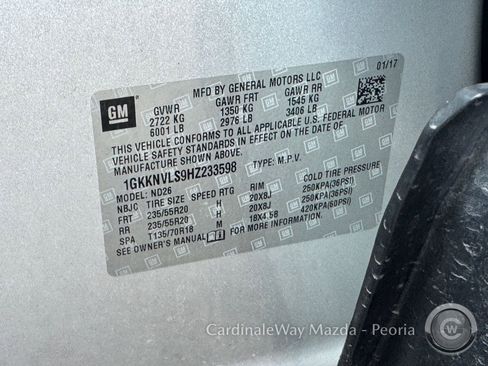 GM
MFD BY GENERAL MOTORS LLC 01/17
GVWR GAWR FRT GAWR RR
2722 KG 1350 KG 1545 KG
6001 LB 2976 LB 3406 LB
THIS VEHICLE CONFORMS TO ALL APPLICABLE U.S. FEDERAL MOTOR
VEHICLE SAFETY STANDARDS IN EFFECT ON THE DATE OF
MANUFACTURE SHOWN ABOVE.
1GKKNVLS9HZ233598 TYPE: M.P.V.
MODEL: ND26
NBJC TIRE SIZE SPEED RTG RIM COLD TIRE PRESSURE
FRT 235/55R20 H 20X8J 250KPA(36PSI)
RR 235/55R20 H 20X8J 250KPA(36PSI)
SPA T135/70R18 M 18X4.5B 420KPA(60PSI)
SEE OWNER'S MANUAL
CardinaleWay Mazda - Peoria
CW